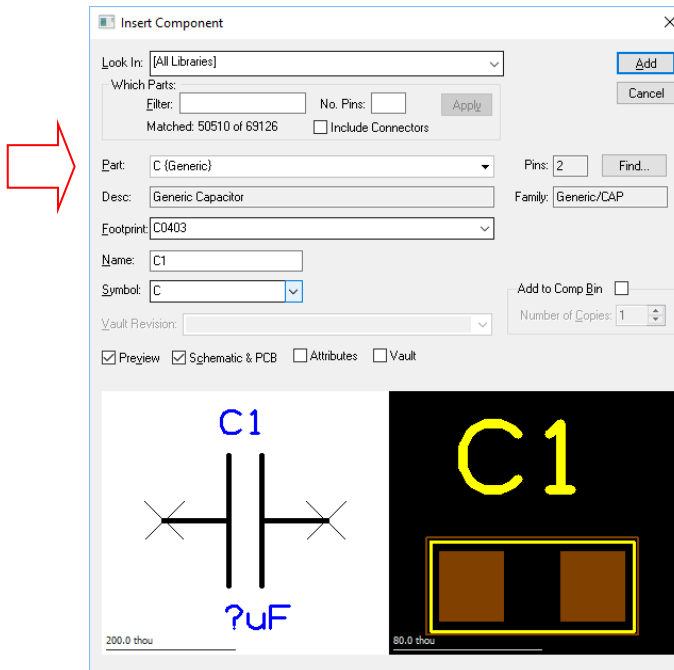 Insert Component
Look In: [All Libraries]
Add
Which Parts:
Cancel
Filter: No. Pins: Apply
Matched: 50510 of 69126 Include Connectors
Part: C {Generic} Pins: 2 Find...
Desc: Generic Capacitor Family: Generic/CAP
Footprint: C0403
Name: C1
Symbol: C Add to Comp Bin
Vault Revision: Number of Copies: 1
Preview Schematic & PCB Attributes Vault
C1 C1
?uF
200.0 thou 80.0 thou